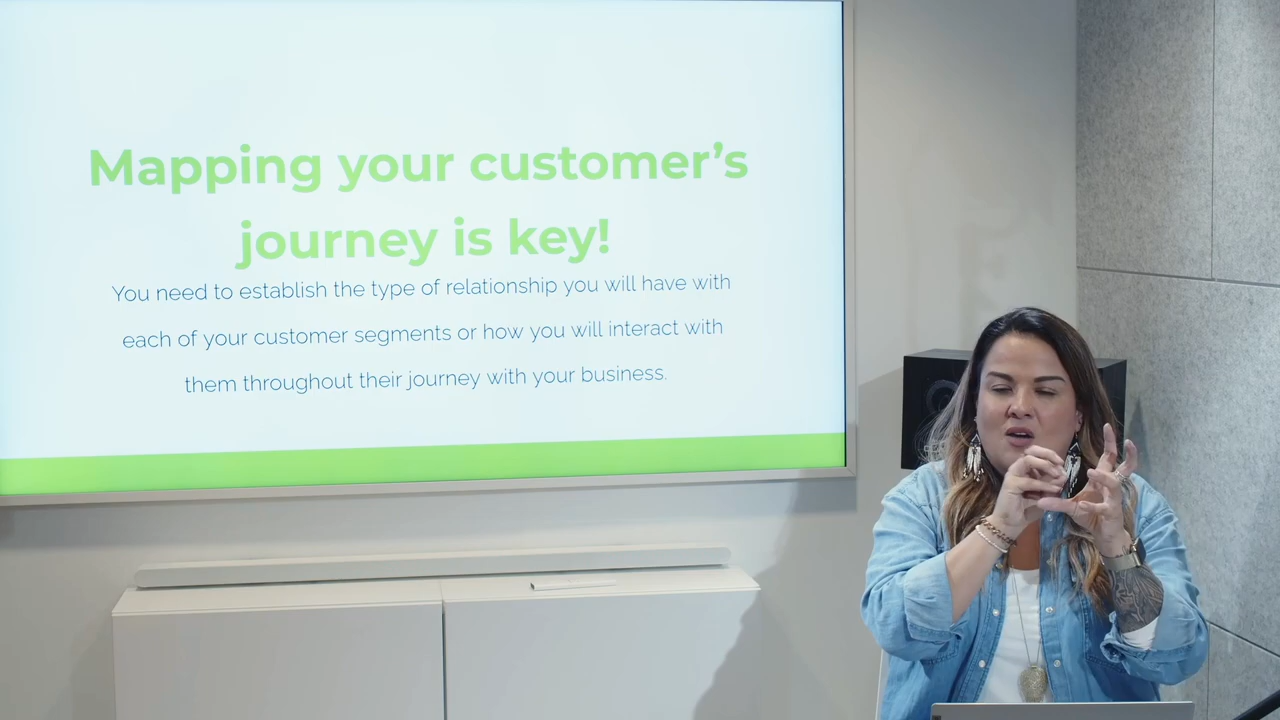 Mapping your customer’s
journey is key!
You need to establish the type of relationship you will have with
each of your customer segments or how you will interact with
them throughout their journey with your business.